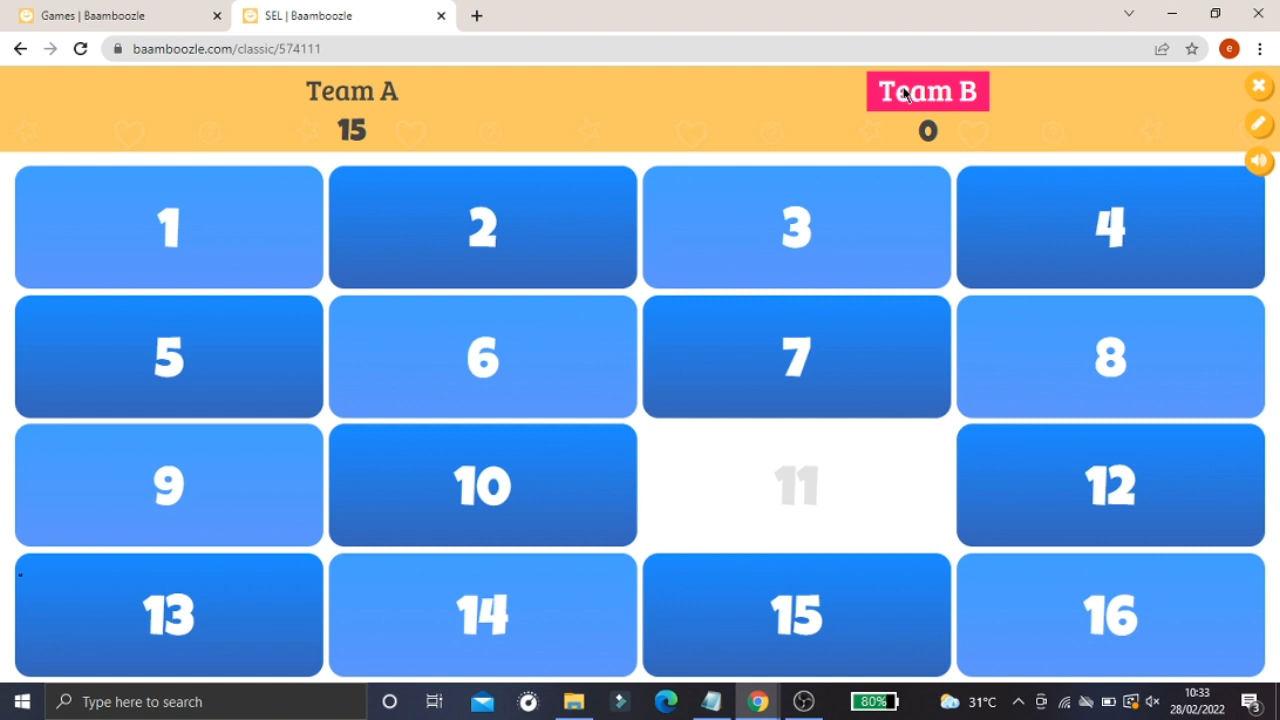 Games | Baamboozle
SEL | Baamboozle
baamboozle.com/classic/574111
e
Team A
Team B
15
0
1
2
3
4
5
6
7
8
9
10
11
12
13
14
15
16
Type here to search
80%
31°C
10:33
28/02/2022
3